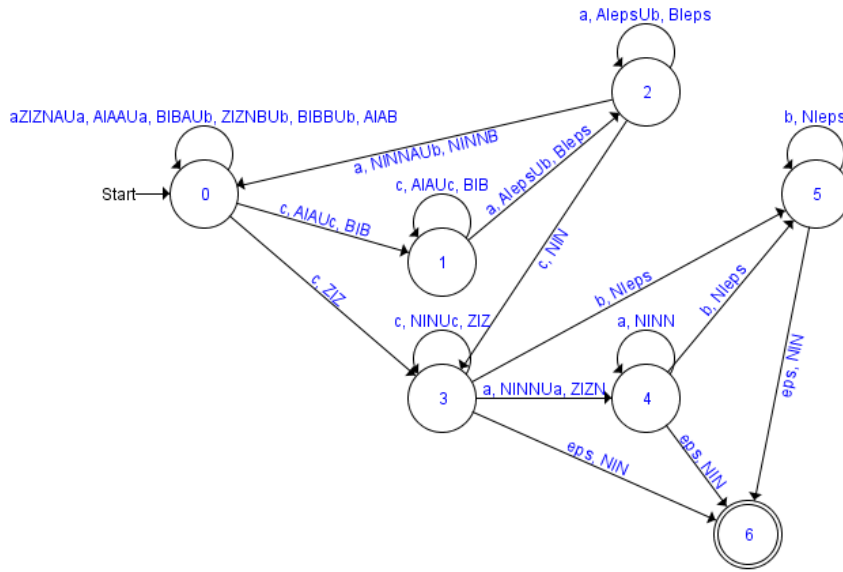 a, AlepsUb, Bleps
aZIZNAUa, AIAAUa, BIBAUb, ZIZNBUb, BIBBUb, AIAB
2
b, Nleps
a, NINNAUb, NINNB
a, AlepsUb, Bleps
c, AIAUc, BIB
Start
0
5
c, AIAUc, BIB
1
c, NIN
c, ZIZ
b, Nleps
b, Nleps
c, NINUc, ZIZ
a, NINN
eps, NIN
3
a, NINNUa, ZIZN
4
eps, NIN
eps, NIN
6